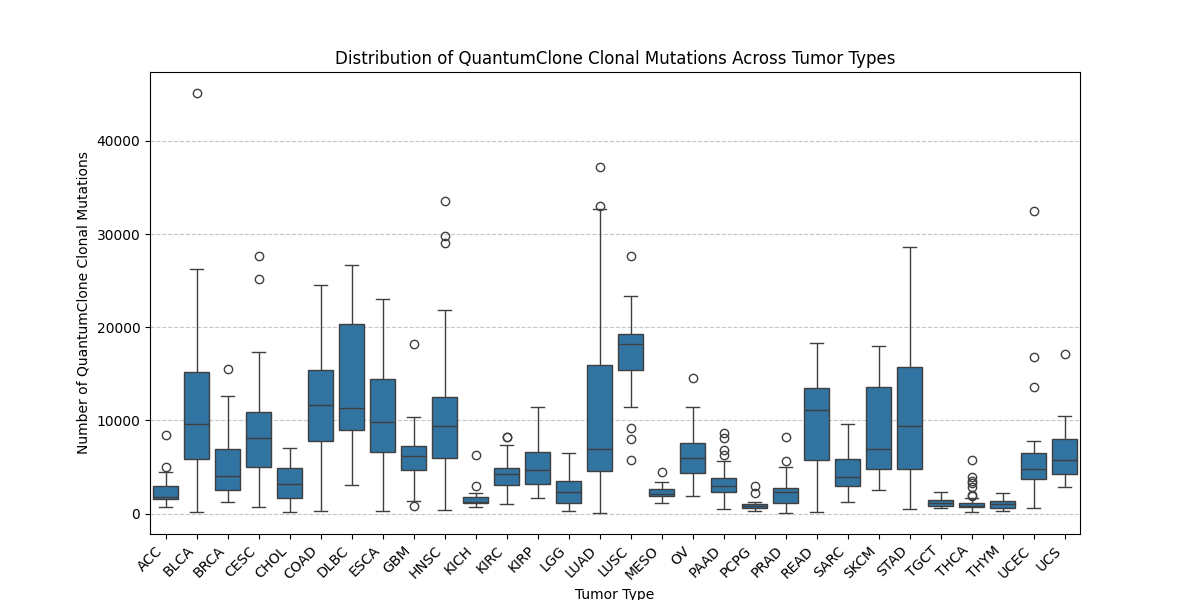 Distribution of QuantumClone Clonal Mutations Across Tumor Types
Number of QuantumClone Clonal Mutations
40000
30000
20000
10000
0
ACC
BLCA
BRCA
CESC
CHOL
COAD
DLBC
ESCA
GBM
HNSC
KICH
KIRC
KIRP
LGG
LUAD
LUSC
MESO
OV
PAAD
PCPG
PRAD
READ
SARC
SKCM
STAD
TGCT
THCA
THYM
UCEC
UCS
Tumor Type